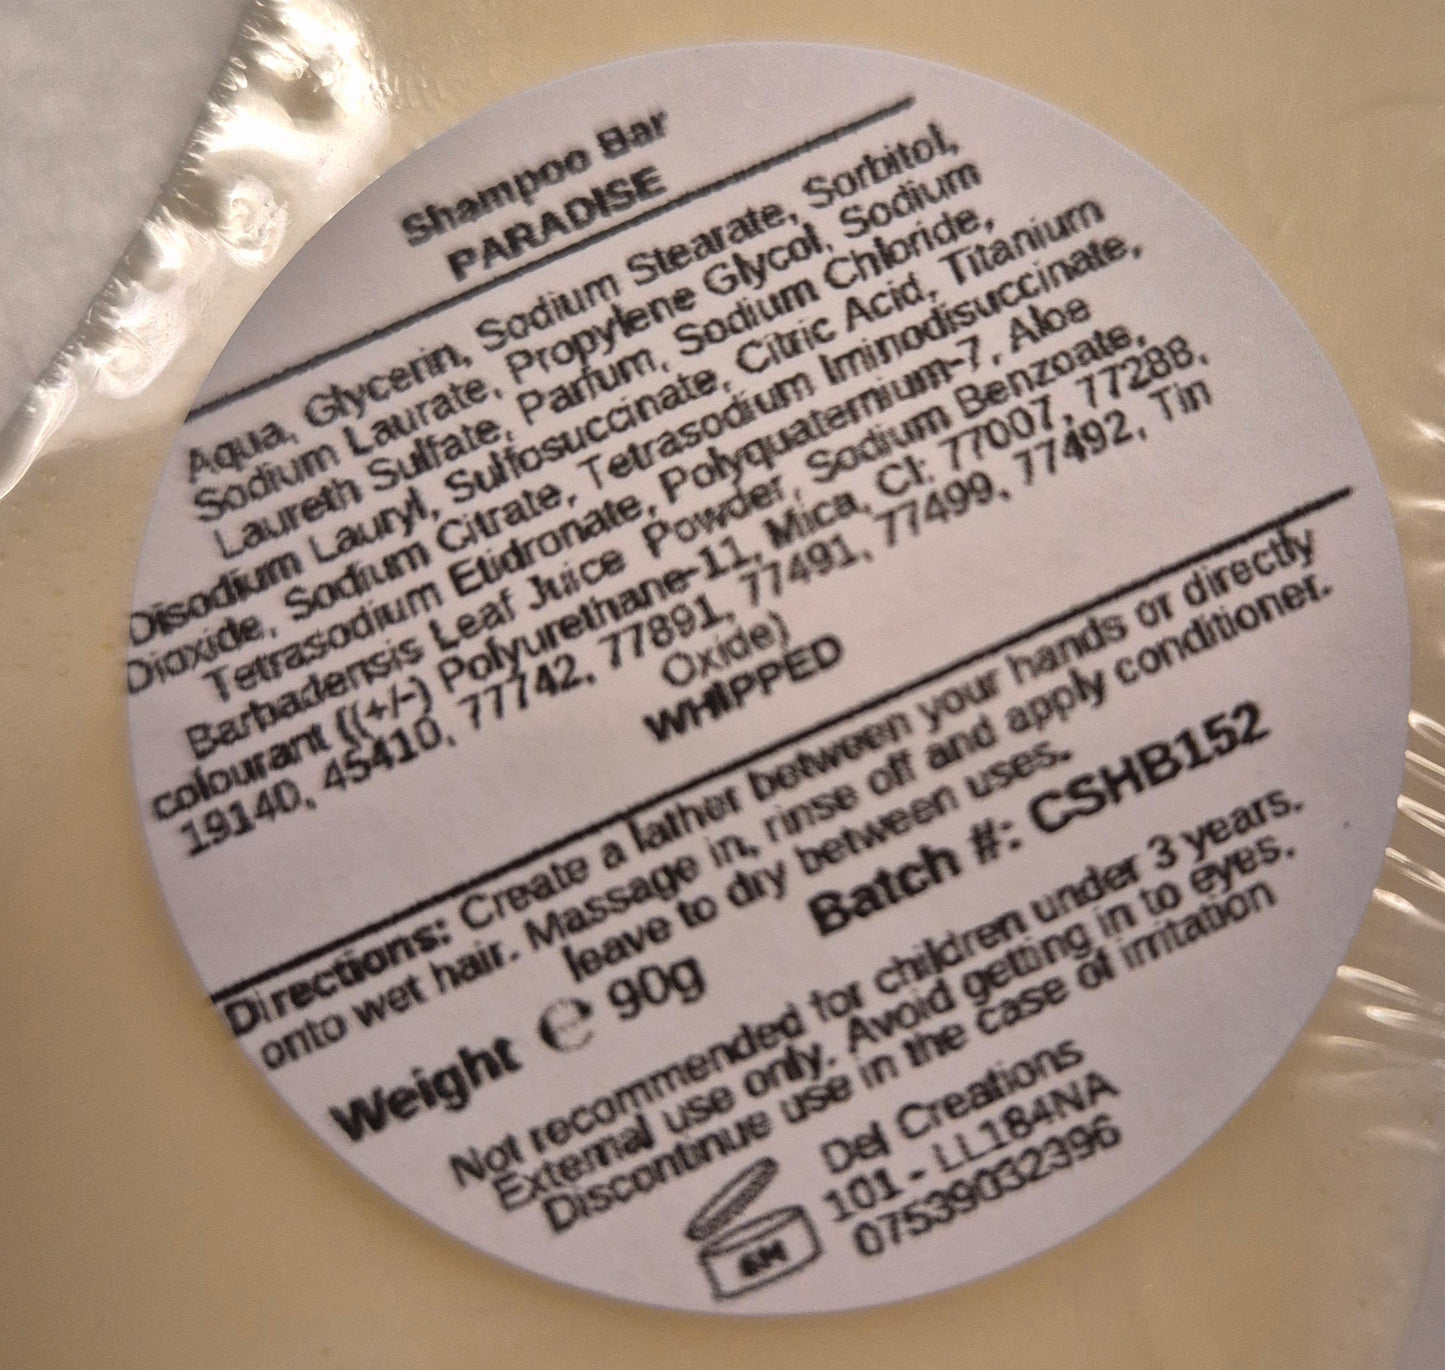 Shampoo Bar
PARADISE
Aqua, Glycerin, Sodium Stearate, Sorbitol,
Sodium Laurate, Propylene Glycol, Sodium
Laureth Sulfate, Parfum, Sodium Chloride,
Disodium Lauryl, Sulfosuccinate, Citric Acid, Titanium
Dioxide, Sodium Citrate, Tetrasodium Iminodisuccinate,
Tetrasodium Etidronate, Polyquaternium-7, Aloe
Barbadensis Leaf Juice Powder, Sodium Benzoate,
colourant ((+/-) Polyurethane-11, Mica, CI: 77007, 77288,
19140, 45410, 77742, 77891, 77491, 77499, 77492, Tin
Oxide)
WHIPPED
Directions: Create a lather between your hands or directly
onto wet hair. Massage in, rinse off and apply conditioner.
leave to dry between uses.
Weight ℮ 90g
Batch #: CSHB152
Not recommended for children under 3 years.
External use only. Avoid getting in to eyes.
Discontinue use in the case of irritation
Del Creations
101 - LL184NA
07539032396